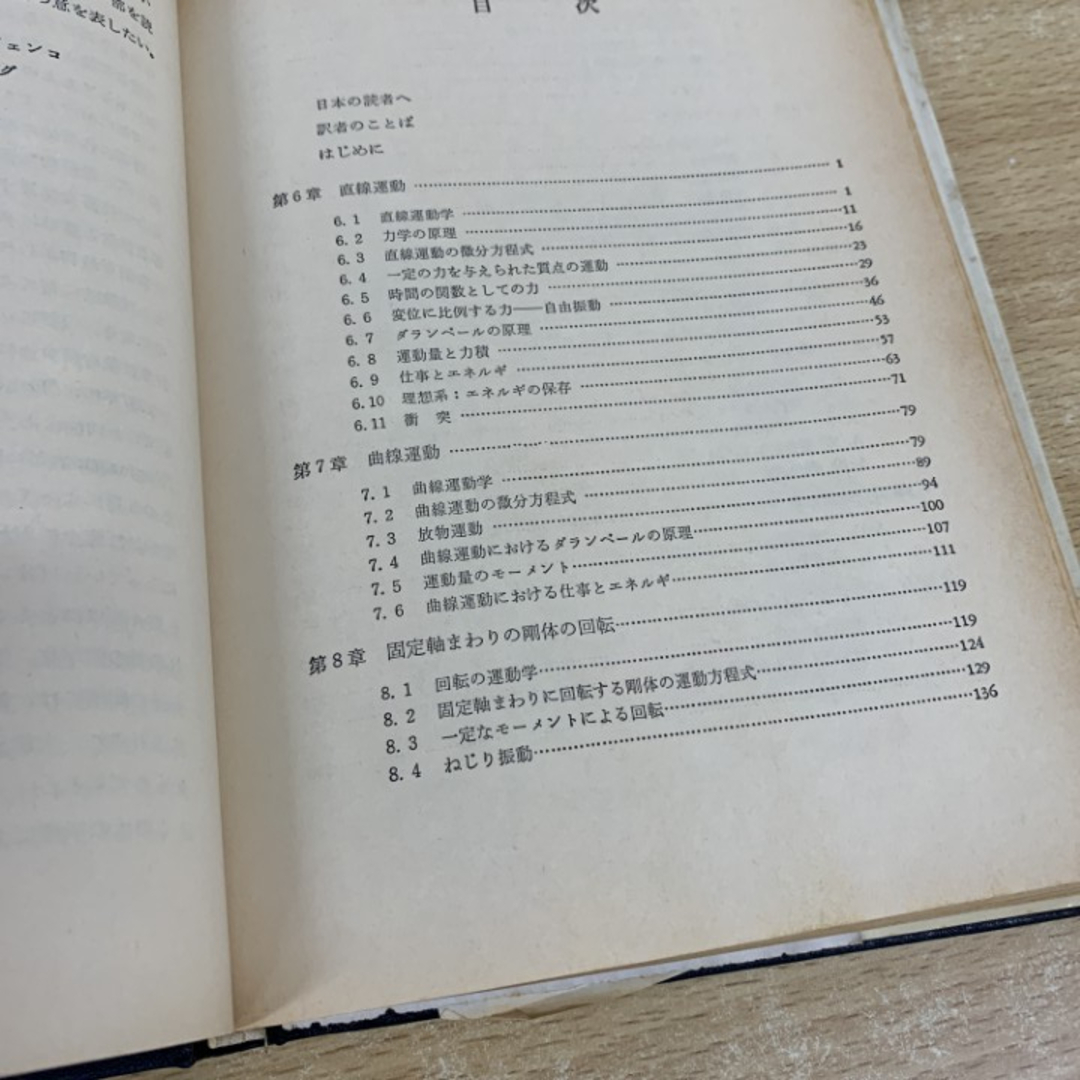 部を読
意を表したい。
ェンコ
グ
目 次
日本の読者へ
訳者のことば
はじめに
第6章 直線運動 …… 1
6.1 直線運動学 …… 1
6.2 力学の原理 …… 11
6.3 直線運動の微分方程式 …… 16
6.4 一定の力を与えられた質点の運動 …… 23
6.5 時間の関数としての力 …… 29
6.6 変位に比例する力——自由振動 …… 36
6.7 ダランベールの原理 …… 46
6.8 運動量と力積 …… 53
6.9 仕事とエネルギ …… 57
6.10 理想系：エネルギの保存 …… 63
6.11 衝 突 …… 71
第7章 曲線運動 …… 79
7.1 曲線運動学 …… 79
7.2 曲線運動の微分方程式 …… 89
7.3 放物運動 …… 94
7.4 曲線運動におけるダランベールの原理 …… 100
7.5 運動量のモーメント …… 107
7.6 曲線運動における仕事とエネルギ …… 111
第8章 固定軸まわりの剛体の回転 …… 119
8.1 回転の運動学 …… 119
8.2 固定軸まわりに回転する剛体の運動方程式 …… 124
8.3 一定なモーメントによる回転 …… 129
8.4 ねじり振動 …… 136